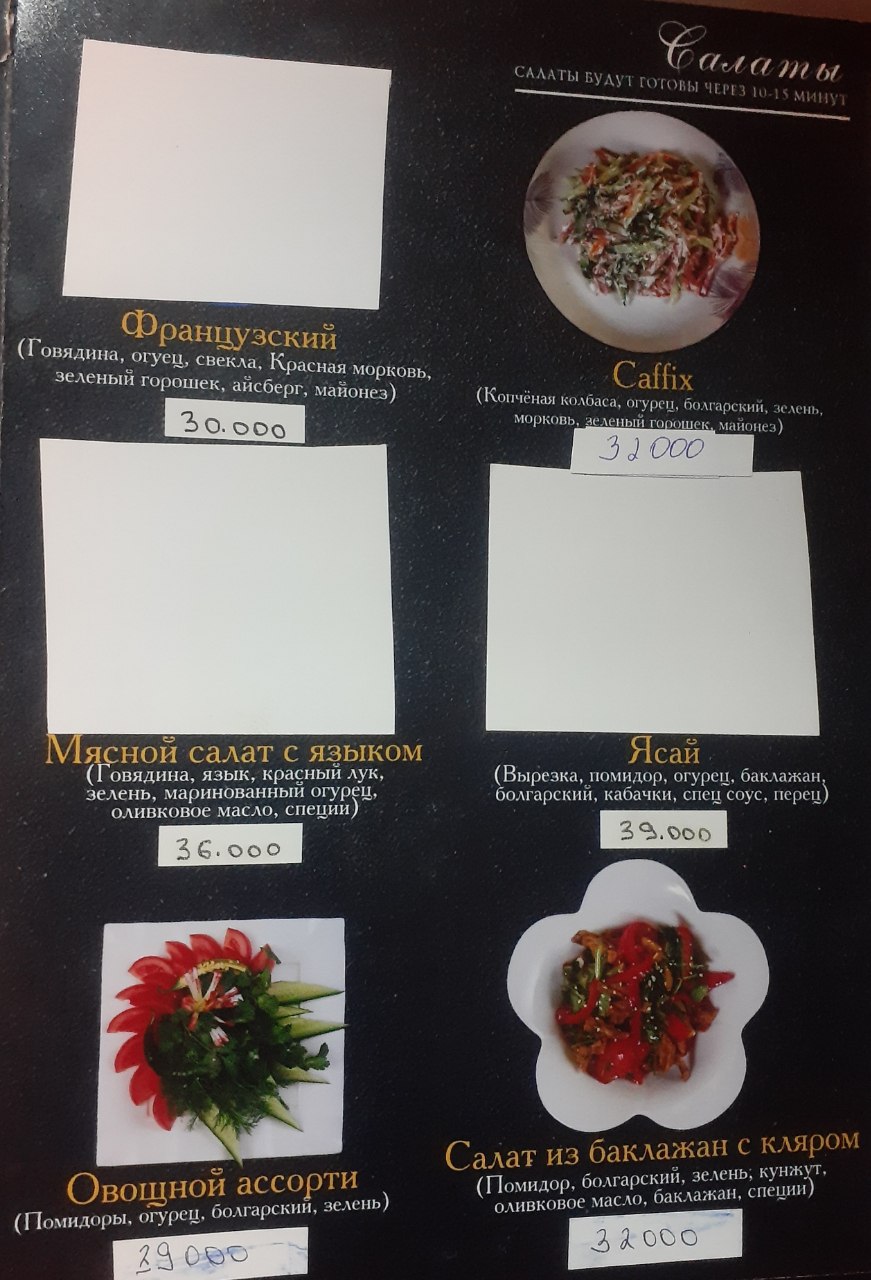 Салаты
САЛАТЫ БУДУТ ГОТОВЫ ЧЕРЕЗ 10-15 МИНУТ
Французский
(Говядина, огуец, свекла, Красная морковь,
зеленый горошек, айсберг, майонез)
30.000
Caffix
(Копчёная колбаса, огурец, болгарский, зелень,
морковь, зеленый горошек, майонез)
32000
Мясной салат с языком
(Говядина, язык, красный лук,
зелень, маринованный огурец,
оливковое масло, специи)
36.000
Ясай
(Вырезка, помидор, огурец, баклажан,
болгарский, кабачки, спец соус, перец)
39.000
Овощной ассорти
(Помидоры, огурец, болгарский, зелень)
29000
Салат из баклажан с кляром
(Помидор, болгарский, зелень; кунжут,
оливковое масло, баклажан, специи)
32000